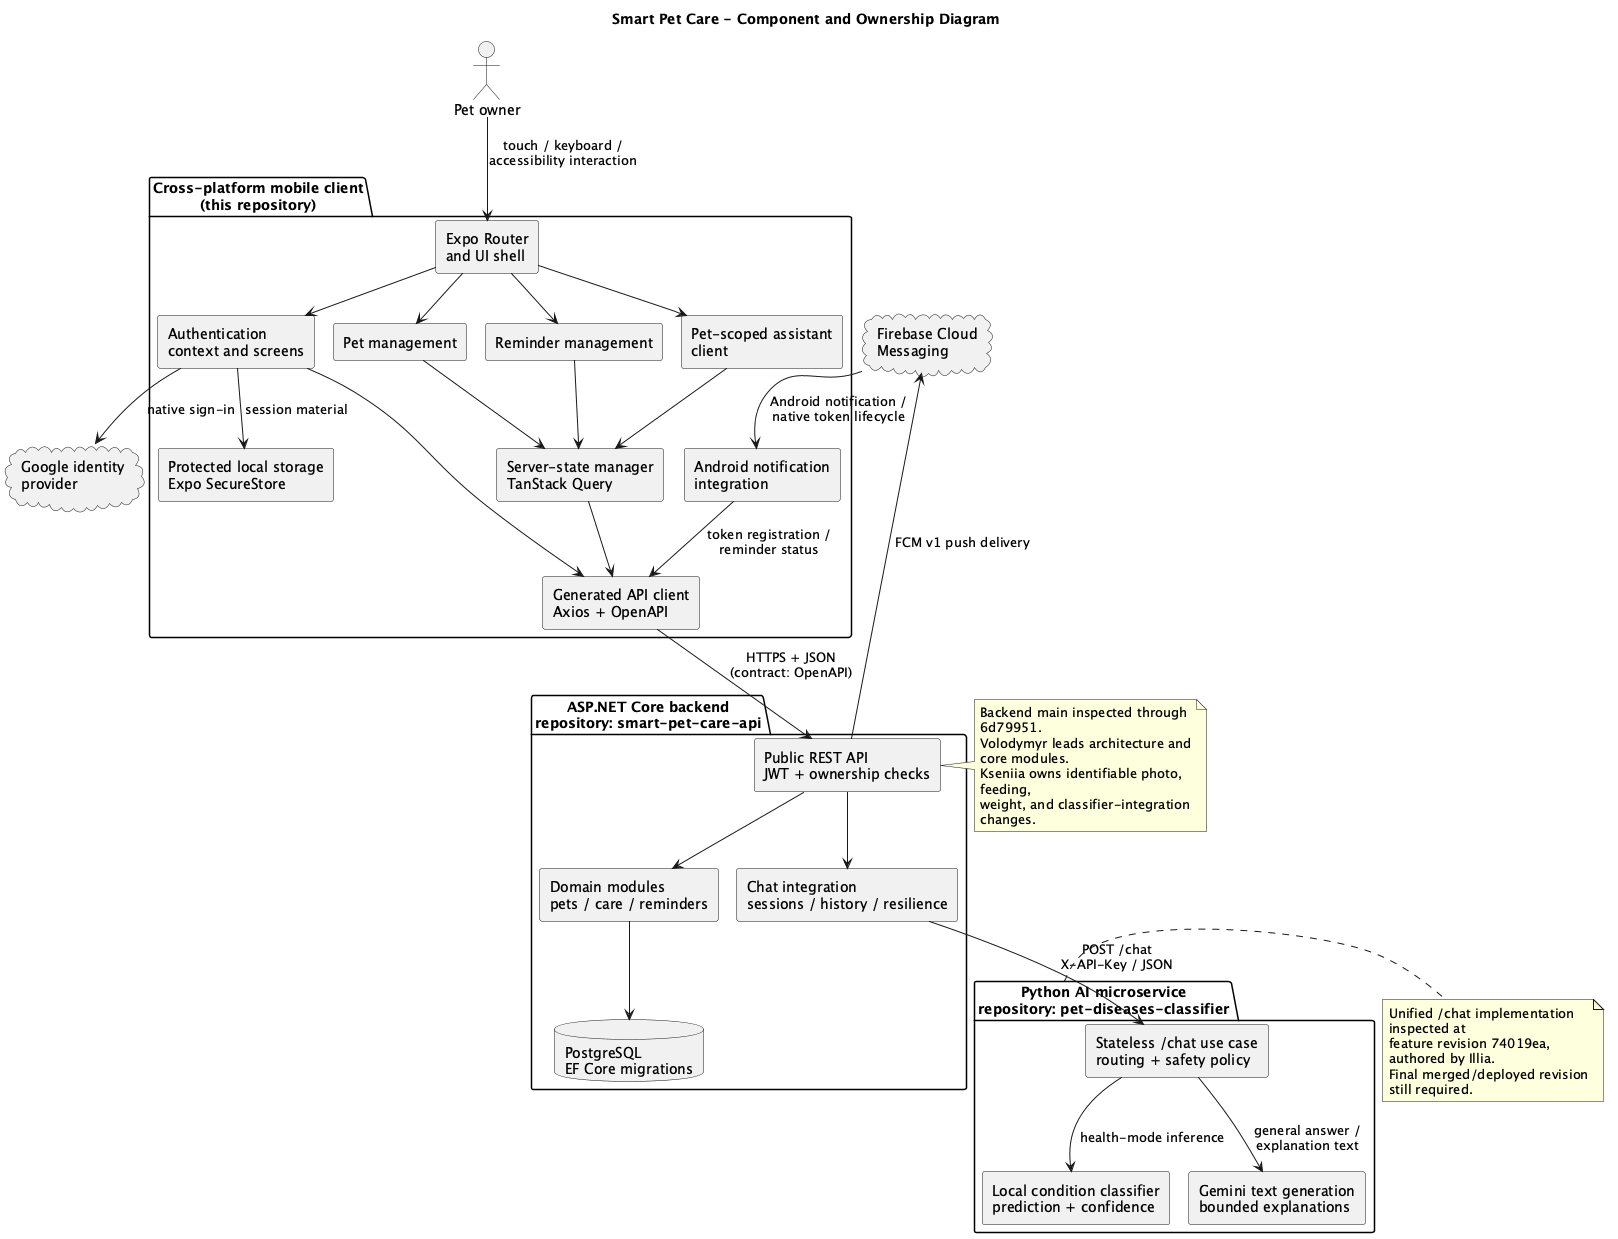 Smart Pet Care - Component and Ownership Diagram
Pet owner
touch / keyboard /
accessibility interaction
Cross-platform mobile client
(this repository)
Expo Router
and UI shell
Authentication
context and screens
Pet management
Reminder management
Pet-scoped assistant
client
Firebase Cloud
Messaging
native sign-in
session material
Android notification /
native token lifecycle
Google identity
provider
Protected local storage
Expo SecureStore
Server-state manager
TanStack Query
Android notification
integration
token registration /
reminder status
FCM v1 push delivery
Generated API client
Axios + OpenAPI
HTTPS + JSON
(contract: OpenAPI)
ASP.NET Core backend
repository: smart-pet-care-api
Public REST API
JWT + ownership checks
Backend main inspected through
6d79951.
Volodymyr leads architecture and
core modules.
Kseniia owns identifiable photo,
feeding,
weight, and classifier-integration
changes.
Domain modules
pets / care / reminders
Chat integration
sessions / history / resilience
POST /chat
X-API-Key / JSON
PostgreSQL
EF Core migrations
Python AI microservice
repository: pet-diseases-classifier
Stateless /chat use case
routing + safety policy
Unified /chat implementation
inspected at
feature revision 74019ea,
authored by Illia.
Final merged/deployed revision
still required.
health-mode inference
general answer /
explanation text
Local condition classifier
prediction + confidence
Gemini text generation
bounded explanations